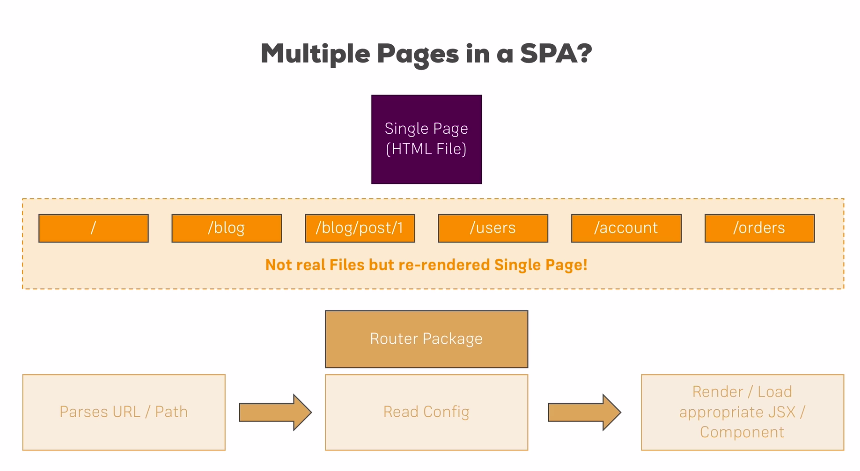 Multiple Pages in a SPA?
Single Page
(HTML File)
/
/blog
/blog/post/1
/users
/account
/orders
Not real Files but re-rendered Single Page!
Router Package
Parses URL / Path
Read Config
Render / Load
appropriate JSX /
Component